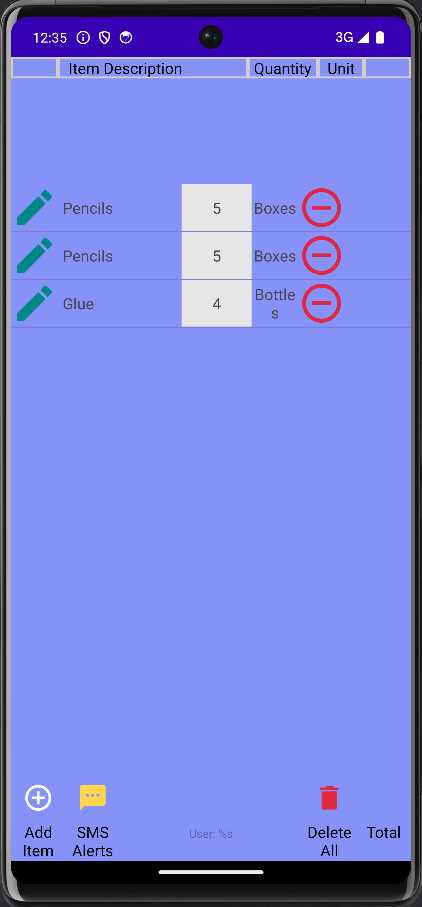 12:35 3G
Item Description Quantity Unit
Pencils 5 Boxes
Pencils 5 Boxes
Glue 4 Bottle
s
Add
Item
SMS
Alerts
User: %s
Delete
All
Total